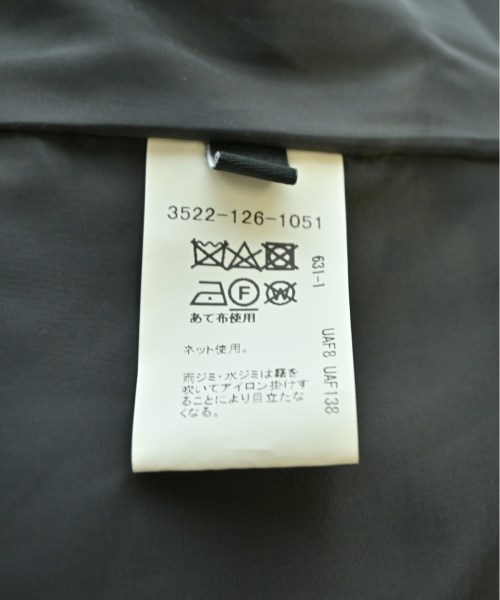 3522-126-1051
F W
あて布使用
ネット使用。
雨ジミ・水ジミは霧を
吹いてアイロン掛けす
ることにより目立たな
くなる。
631-1
UAF8 UAF138